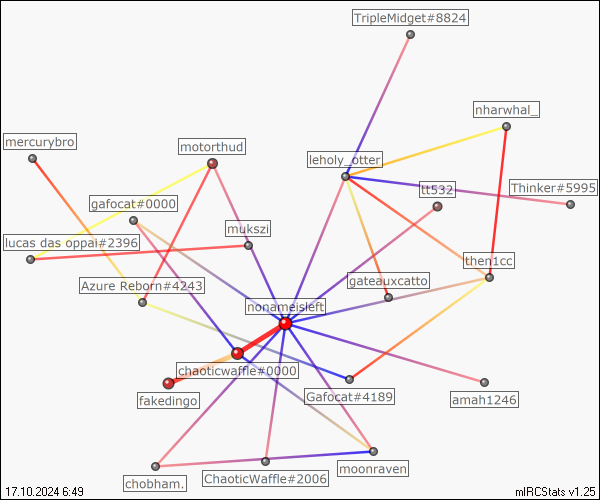 TripleMidget#8824
nharwhal_
mercurybro
motorthud
leholy_otter
tt532
Thinker#5995
gafocat#0000
mukszi
lucas das oppai#2396
then1cc
Azure Reborn#4243
gateauxcatto
nonameisleft
chaoticwaffle#0000
fakedingo
Gafocat#4189
amah1246
moonraven
chobham.
ChaoticWaffle#2006
17.10.2024 6:49
mIRCStats v1.25